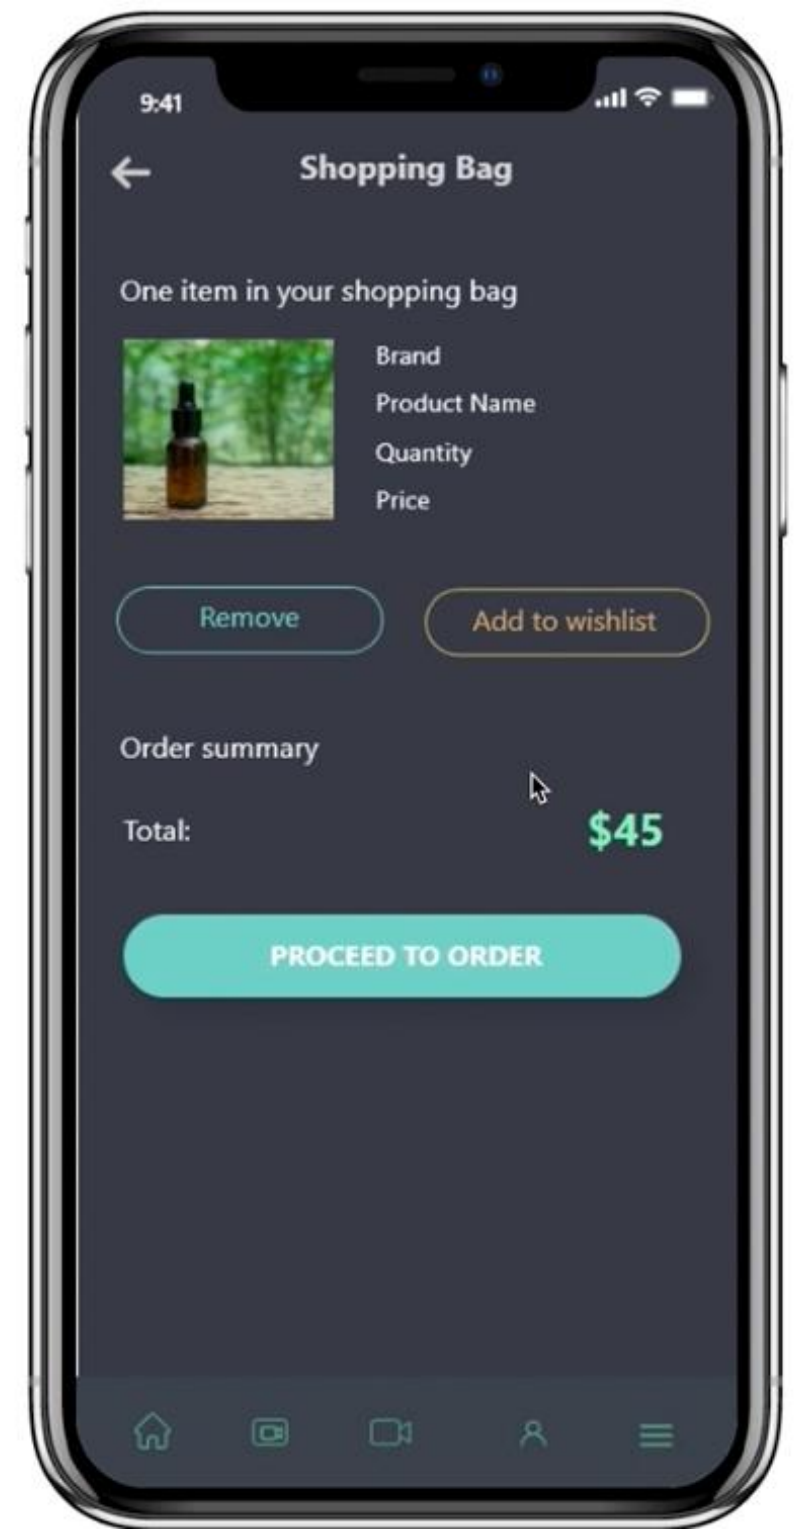 9:41
Shopping Bag
One item in your shopping bag
Brand
Product Name
Quantity
Price
Remove
Add to wishlist
Order summary
Total:
$45
PROCEED TO ORDER